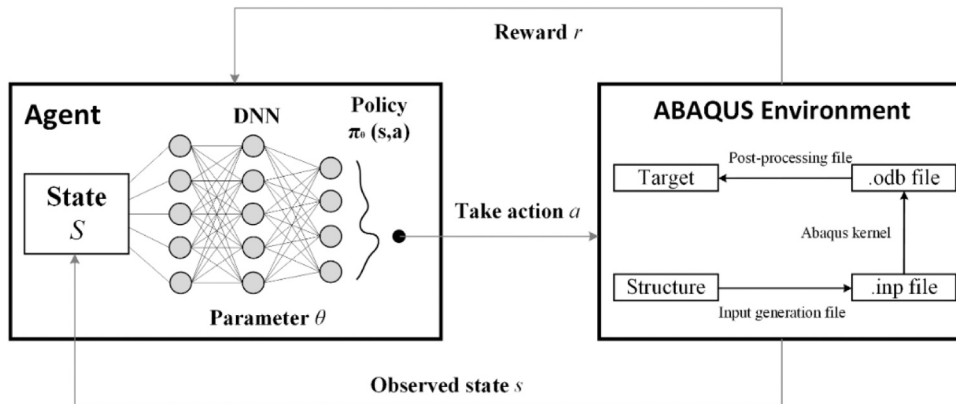 Reward r
Agent
DNN
Policy
π₀ (s,a)
State
S
Parameter θ
Take action a
ABAQUS Environment
Post-processing file
Target
.odb file
Abaqus kernel
Structure
.inp file
Input generation file
Observed state s